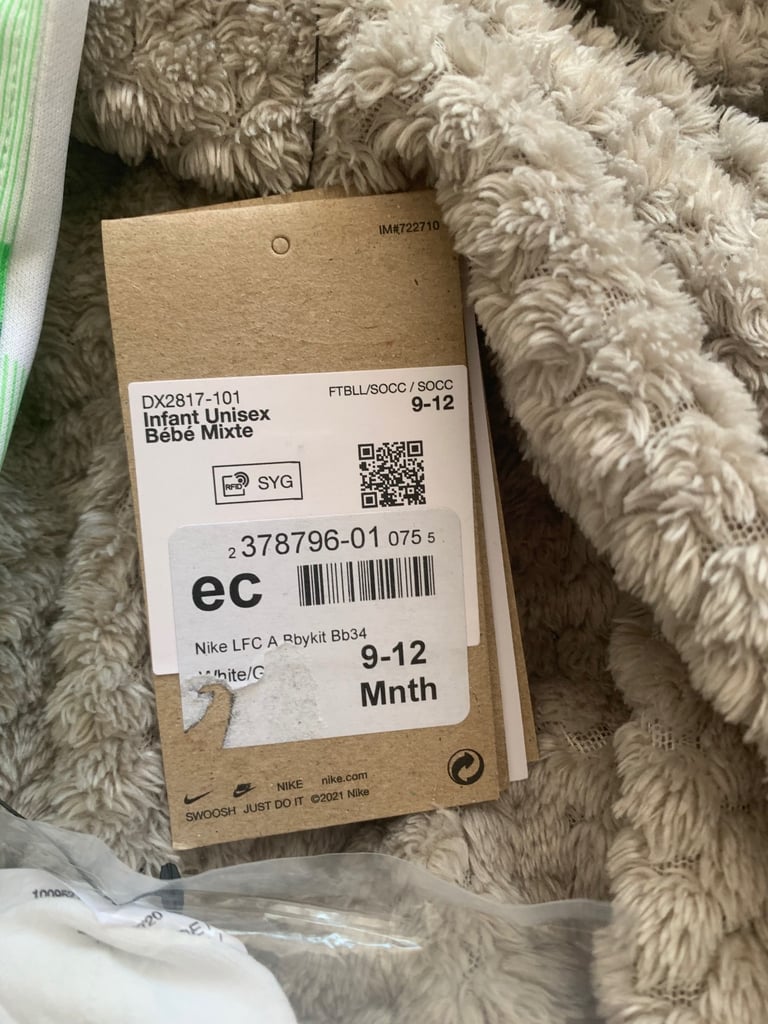 IM#722710
DX2817-101
FTBLL/SOCC / SOCC
Infant Unisex
9-12
Bébé Mixte
RFID SYG
2 378796-01 075 5
ec
Nike LFC A Bbykit Bb34
White/G
9-12
Mnth
NIKE nike.com
SWOOSH JUST DO IT ©2021 Nike